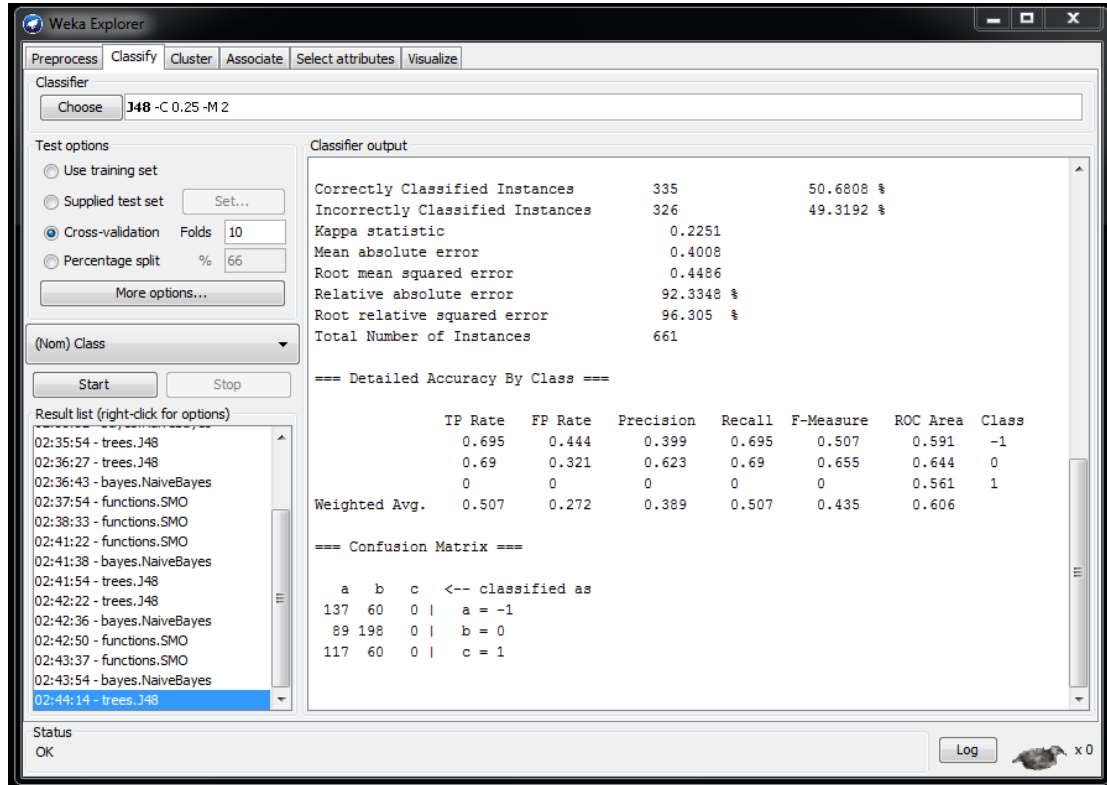 Weka Explorer
Preprocess Classify Cluster Associate Select attributes Visualize
Classifier
Choose J48 -C 0.25 -M 2
Test options
Use training set
Supplied test set Set...
Cross-validation Folds 10
Percentage split % 66
More options...
(Nom) Class
Start Stop
Result list (right-click for options)
02:35:54 - trees.J48
02:36:27 - trees.J48
02:36:43 - bayes.NaiveBayes
02:37:54 - functions.SMO
02:38:33 - functions.SMO
02:41:22 - functions.SMO
02:41:38 - bayes.NaiveBayes
02:41:54 - trees.J48
02:42:22 - trees.J48
02:42:36 - bayes.NaiveBayes
02:42:50 - functions.SMO
02:43:37 - functions.SMO
02:43:54 - bayes.NaiveBayes
02:44:14 - trees.J48
Classifier output
Correctly Classified Instances 335 50.6808 %
Incorrectly Classified Instances 326 49.3192 %
Kappa statistic 0.2251
Mean absolute error 0.4008
Root mean squared error 0.4486
Relative absolute error 92.3348 %
Root relative squared error 96.305 %
Total Number of Instances 661
=== Detailed Accuracy By Class ===
TP Rate FP Rate Precision Recall F-Measure ROC Area Class
0.695 0.444 0.399 0.695 0.507 0.591 -1
0.69 0.321 0.623 0.69 0.655 0.644 0
0 0 0 0 0 0.561 1
Weighted Avg. 0.507 0.272 0.389 0.507 0.435 0.606
=== Confusion Matrix ===
a b c <-- classified as
137 60 0 | a = -1
89 198 0 | b = 0
117 60 0 | c = 1
Status
OK
Log x 0